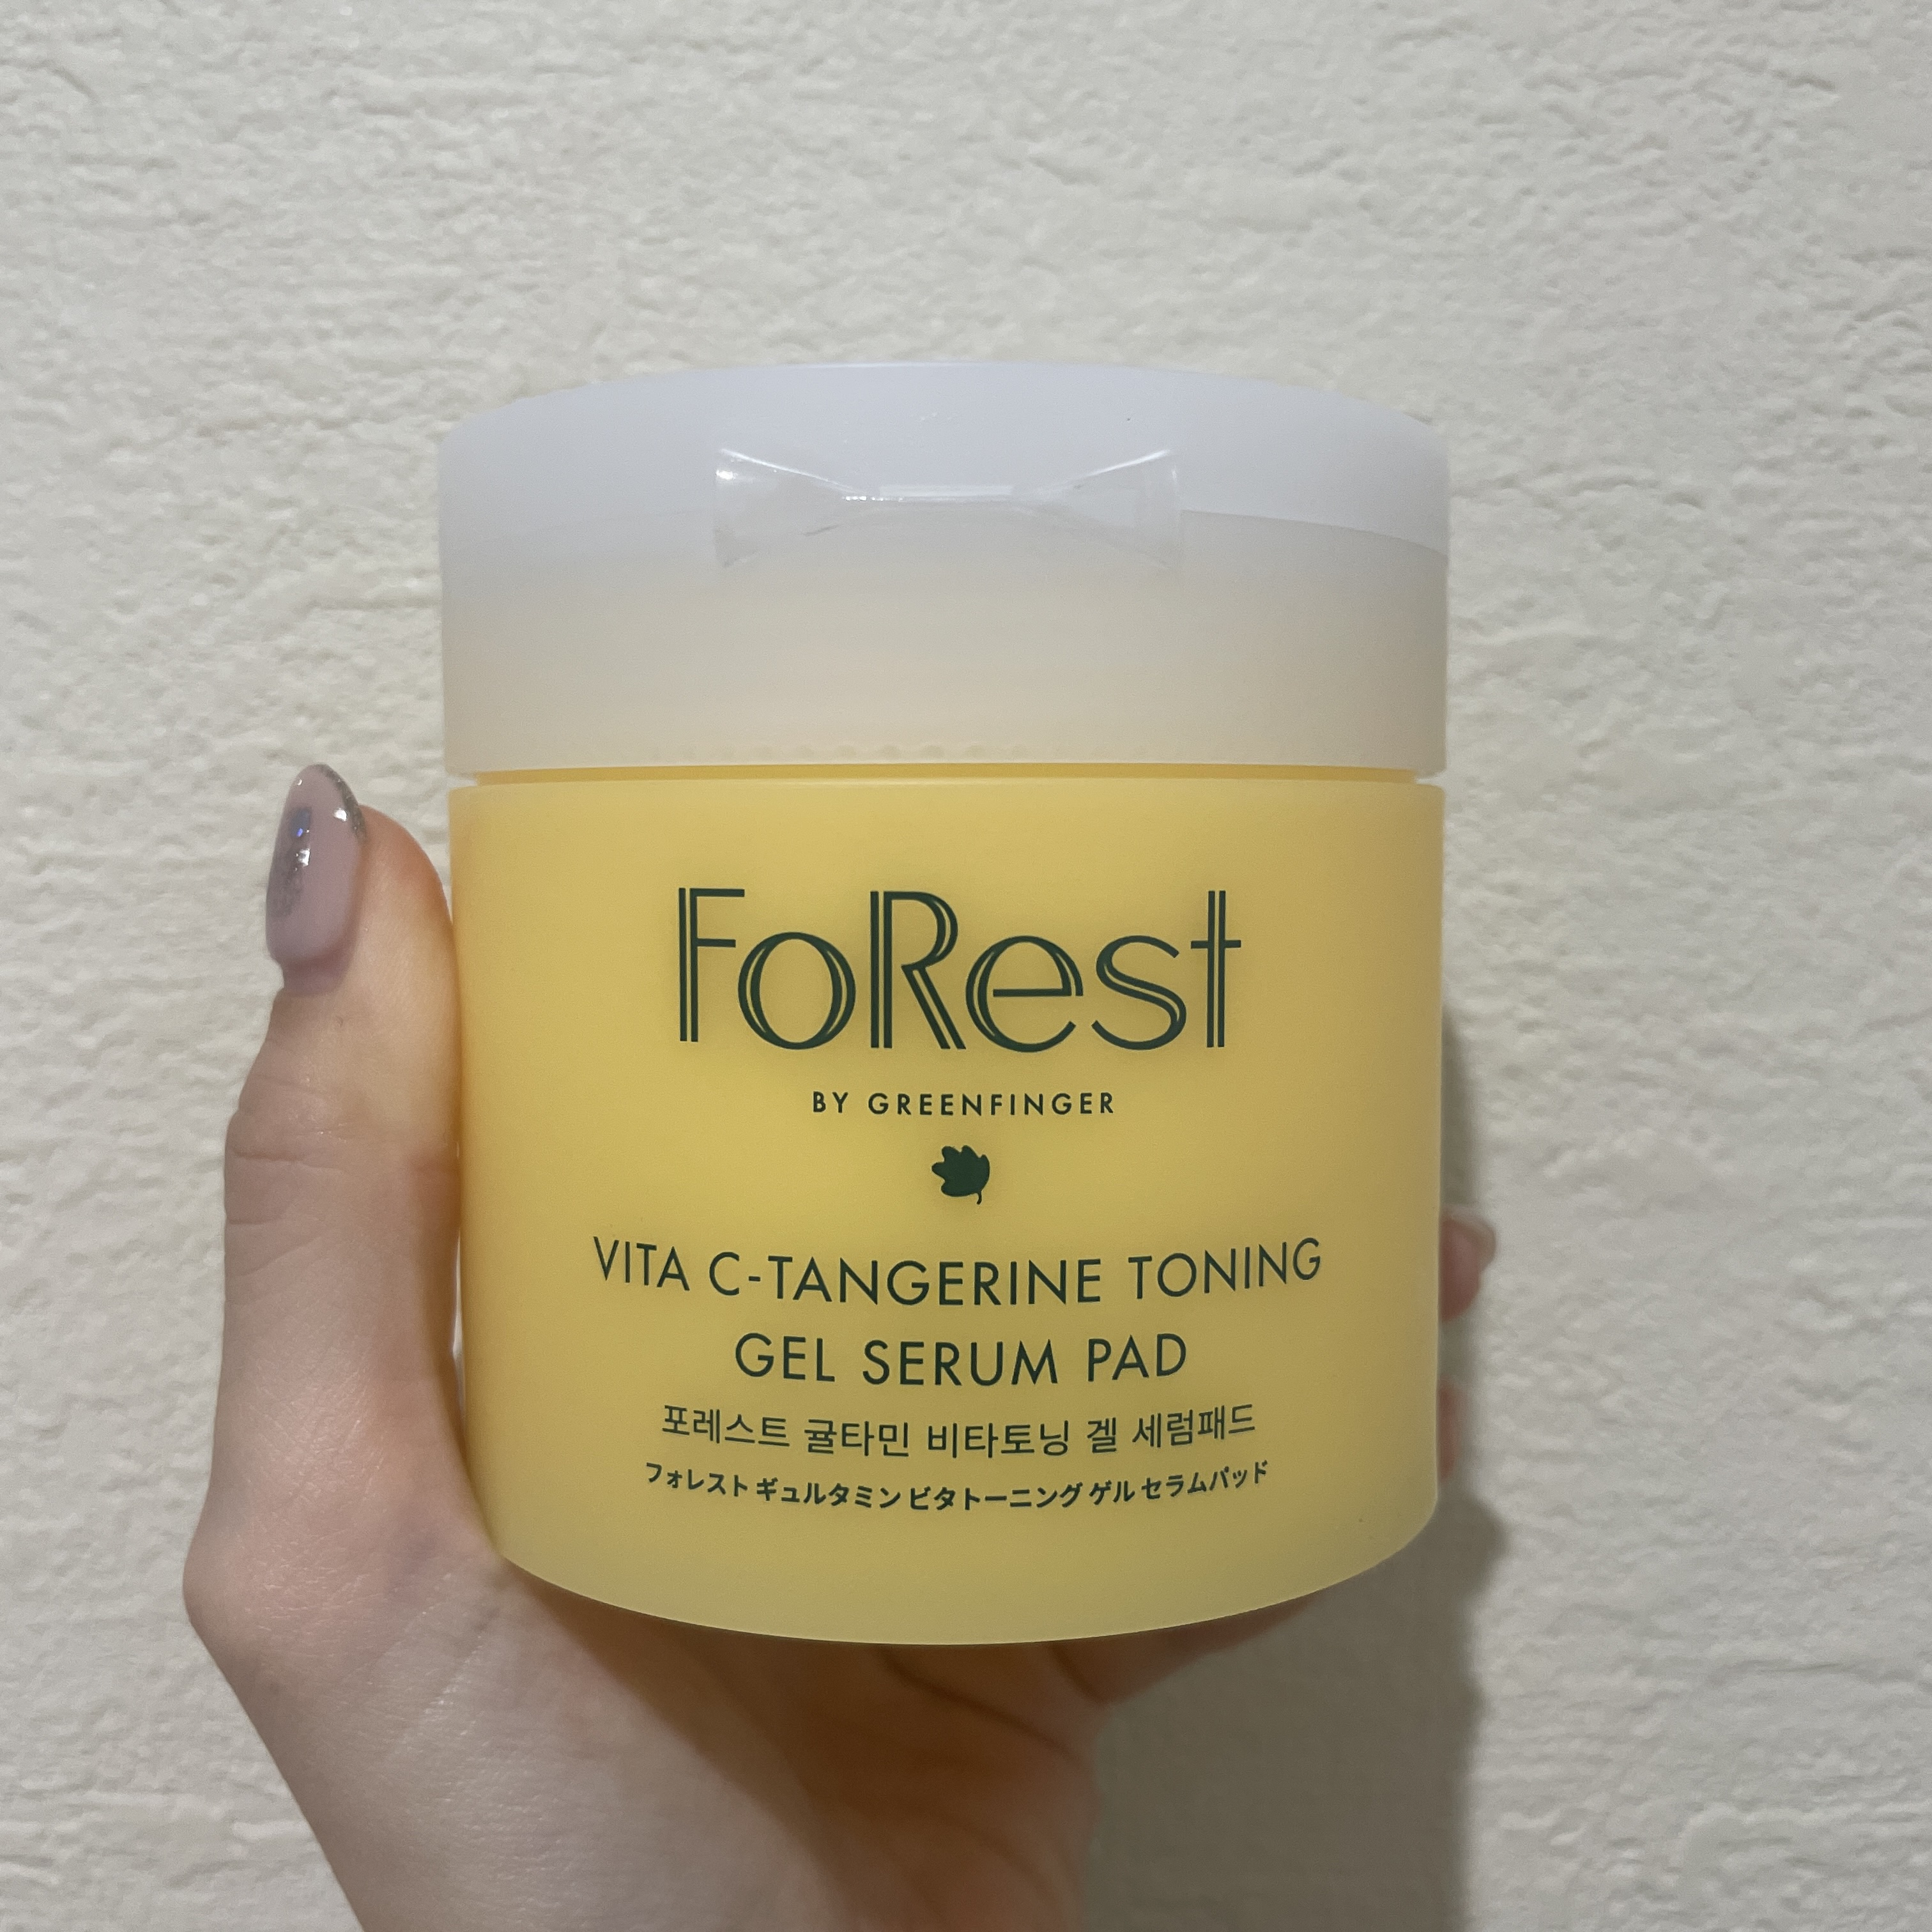 FoRest
BY GREENFINGER
VITA C-TANGERINE TONING
GEL SERUM PAD
포레스트 귤타민 비타토닝 겔 세럼패드
フォレスト ギュルタミン ビタトーニング ゲル セラムパッド